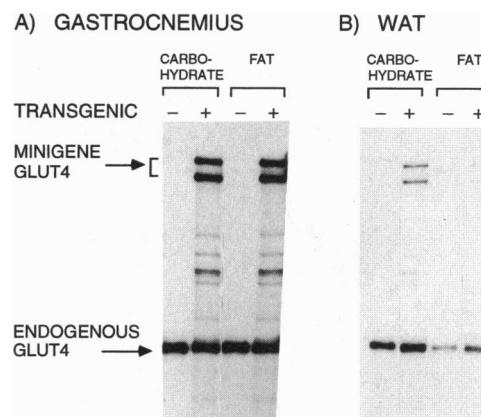 A) GASTROCNEMIUS
CARBO-
HYDRATE
FAT
TRANSGENIC
– + – +
MINIGENE
GLUT4
ENDOGENOUS
GLUT4
B) WAT
CARBO-
HYDRATE
FAT
– + – +